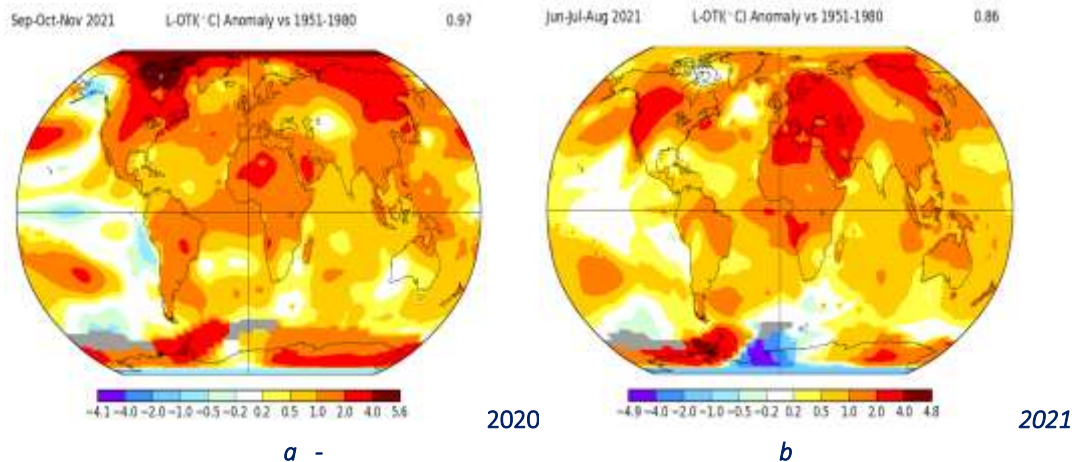 Sep-Oct-Nov 2021 L-OTI(°C) Anomaly vs 1951-1980 0.97
Jun-Jul-Aug 2021 L-OTI(°C) Anomaly vs 1951-1980 0.86
−4.1 −4.0 −2.0 −1.0 −0.5 −0.2 0.2 0.5 1.0 2.0 4.0 5.6
−4.9 −4.0 −2.0 −1.0 −0.5 −0.2 0.2 0.5 1.0 2.0 4.0 4.8
2020
2021
a -
b